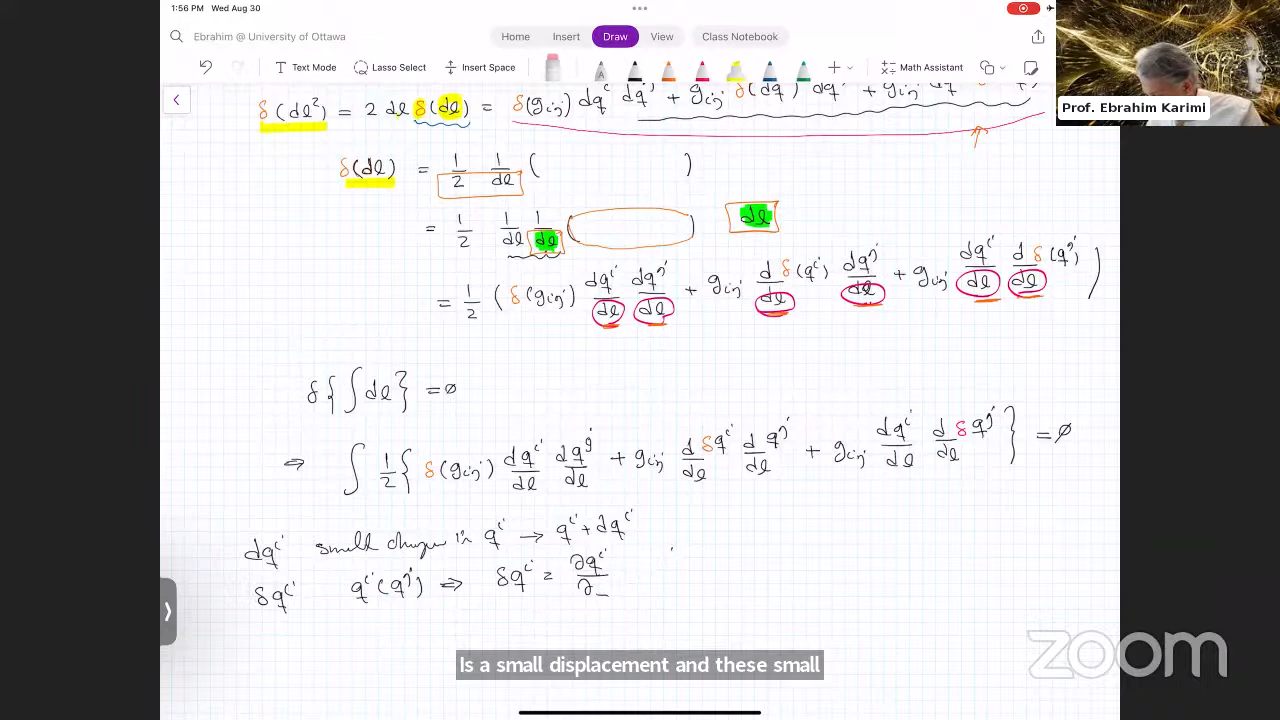 1:56 PM Wed Aug 30
Ebrahim @ University of Ottawa
Home Insert Draw View Class Notebook
Text Mode Lasso Select Insert Space Math Assistant
Prof. Ebrahim Karimi
δ(dl²) = 2 dl δ(dl) = δ(gij) dqⁱ dqʲ + gij δ(dqⁱ) dqʲ + gij dqⁱ
δ(dl) = 1/2 1/dl ( )
= 1/2 1/dl 1/dl ( ) dl
= 1/2 ( δ(gij) dqⁱ/dl dqʲ/dl + gij d/dl δ(qⁱ) dqʲ/dl + gij dqⁱ/dl d/dl δ(qʲ) )
δ{∫dl} = ∅
⇒ ∫ 1/2 { δ(gij) dqⁱ/dl dqʲ/dl + gij d/dl δqⁱ d/dl qʲ + gij dqⁱ/dl d/dl δqʲ } = ∅
dqⁱ small changes in qⁱ → qⁱ + dqⁱ
δqⁱ qⁱ(qʲ) ⇒ δqⁱ = ∂qⁱ/∂
Is a small displacement and these small
zoom